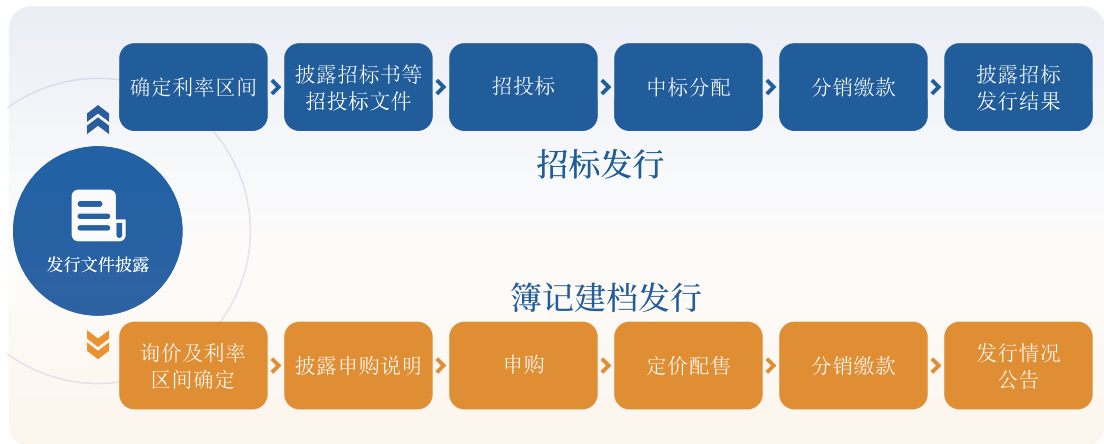 确定利率区间
披露招标书等
招投标文件
招投标
中标分配
分销缴款
披露招标
发行结果
招标发行
发行文件披露
簿记建档发行
询价及利率
区间确定
披露申购说明
申购
定价配售
分销缴款
发行情况
公告